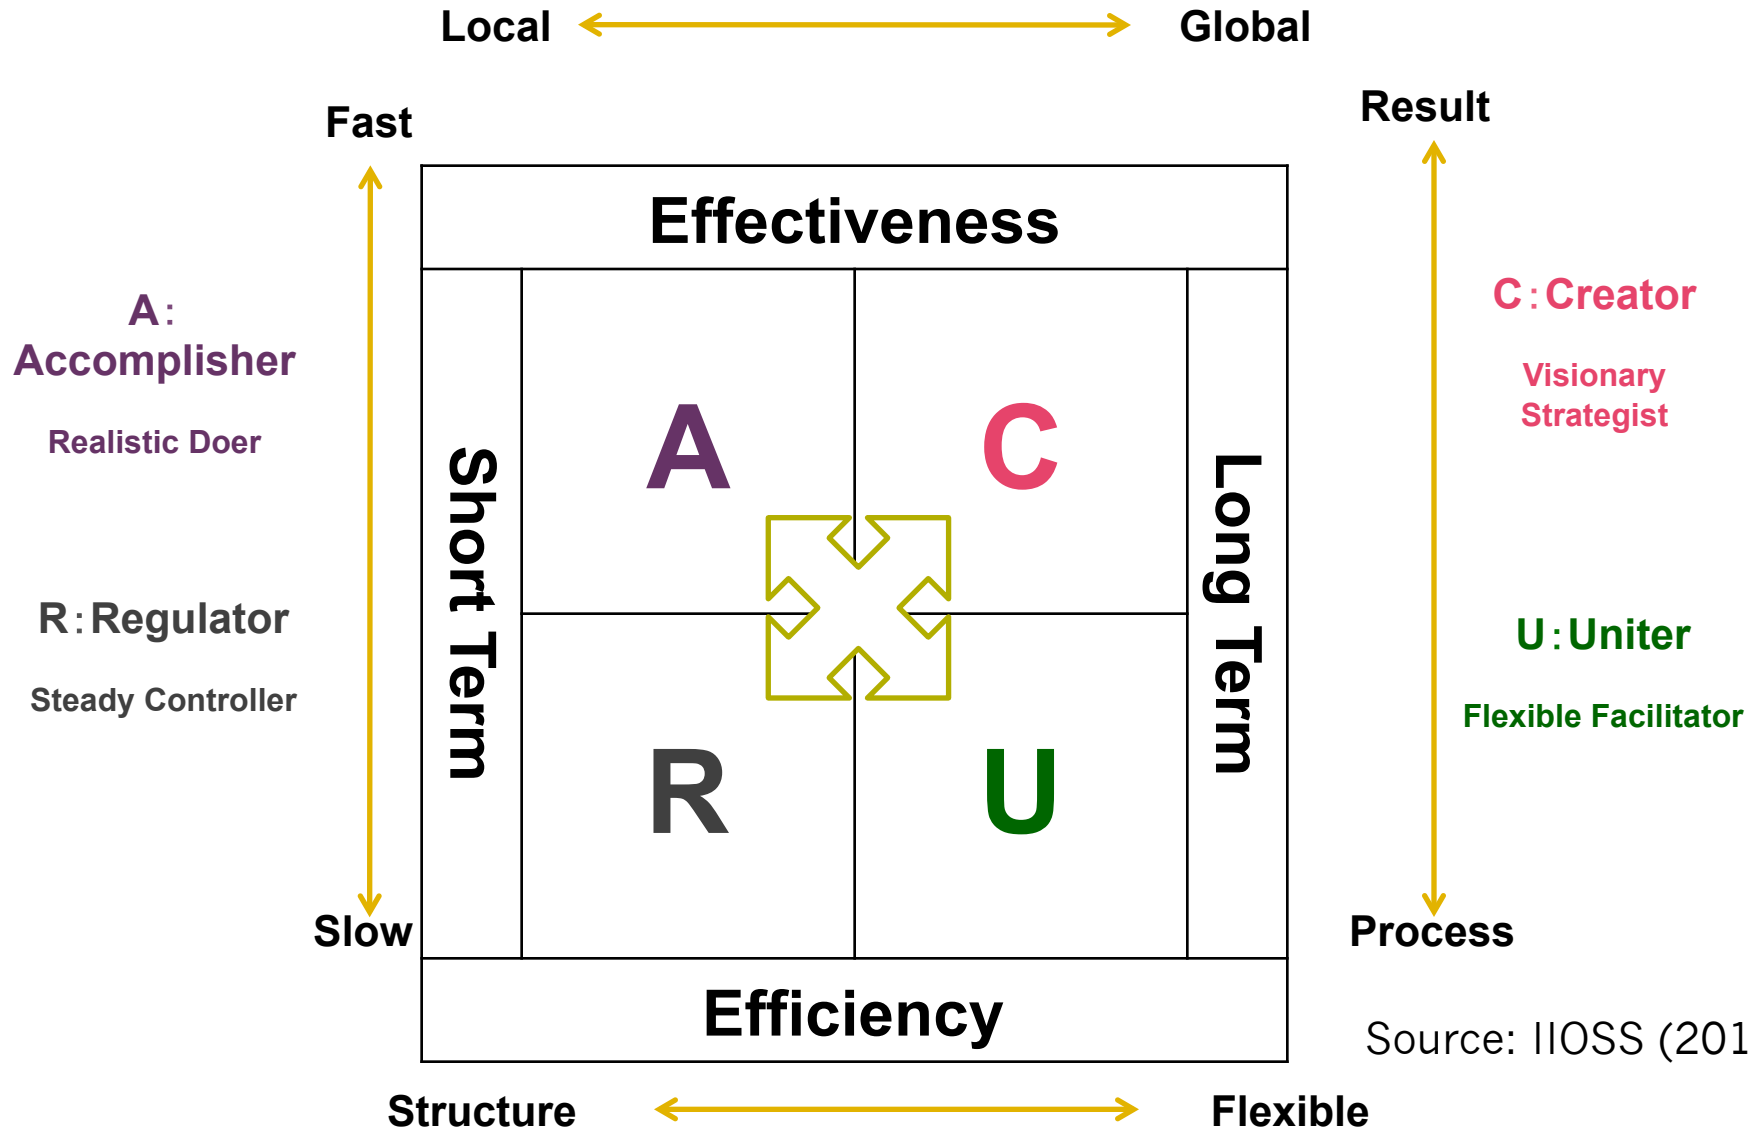 Local
Global
Fast
Result
Effectiveness
A：
Accomplisher
Realistic Doer
C：Creator
Visionary
Strategist
A
C
Short Term
Long Term
R：Regulator
Steady Controller
U：Uniter
Flexible Facilitator
R
U
Slow
Process
Efficiency
Source: IIOSS (201
Structure
Flexible